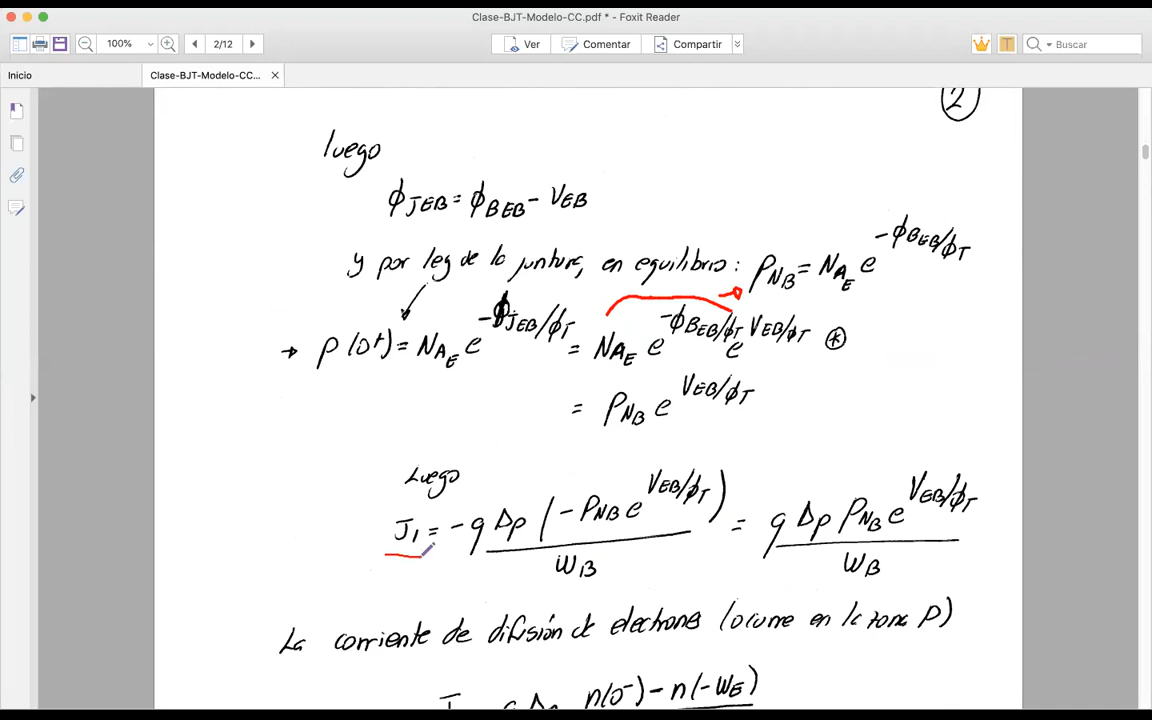 Clase-BJT-Modelo-CC.pdf * - Foxit Reader
100% 2/12 Ver Comentar Compartir T Buscar
Inicio Clase-BJT-Modelo-CC...
2
luego
ϕJEB = ϕBEB - VEB
y por ley de la juntura, en equilibrio: PNB = NAE e^-ϕBEB/ϕT
→ p(0+) = NAE e^-ϕJEB/ϕT = NAE e^-ϕBEB/ϕT e^VEB/ϕT *
= PNB e^VEB/ϕT
Luego
J1 = -q Dp (-PNB e^VEB/ϕT) / WB = q Dp PNB e^VEB/ϕT / WB
La corriente de difusión de electrones (ocurre en la zona P)
n(0-) - n(-WE)